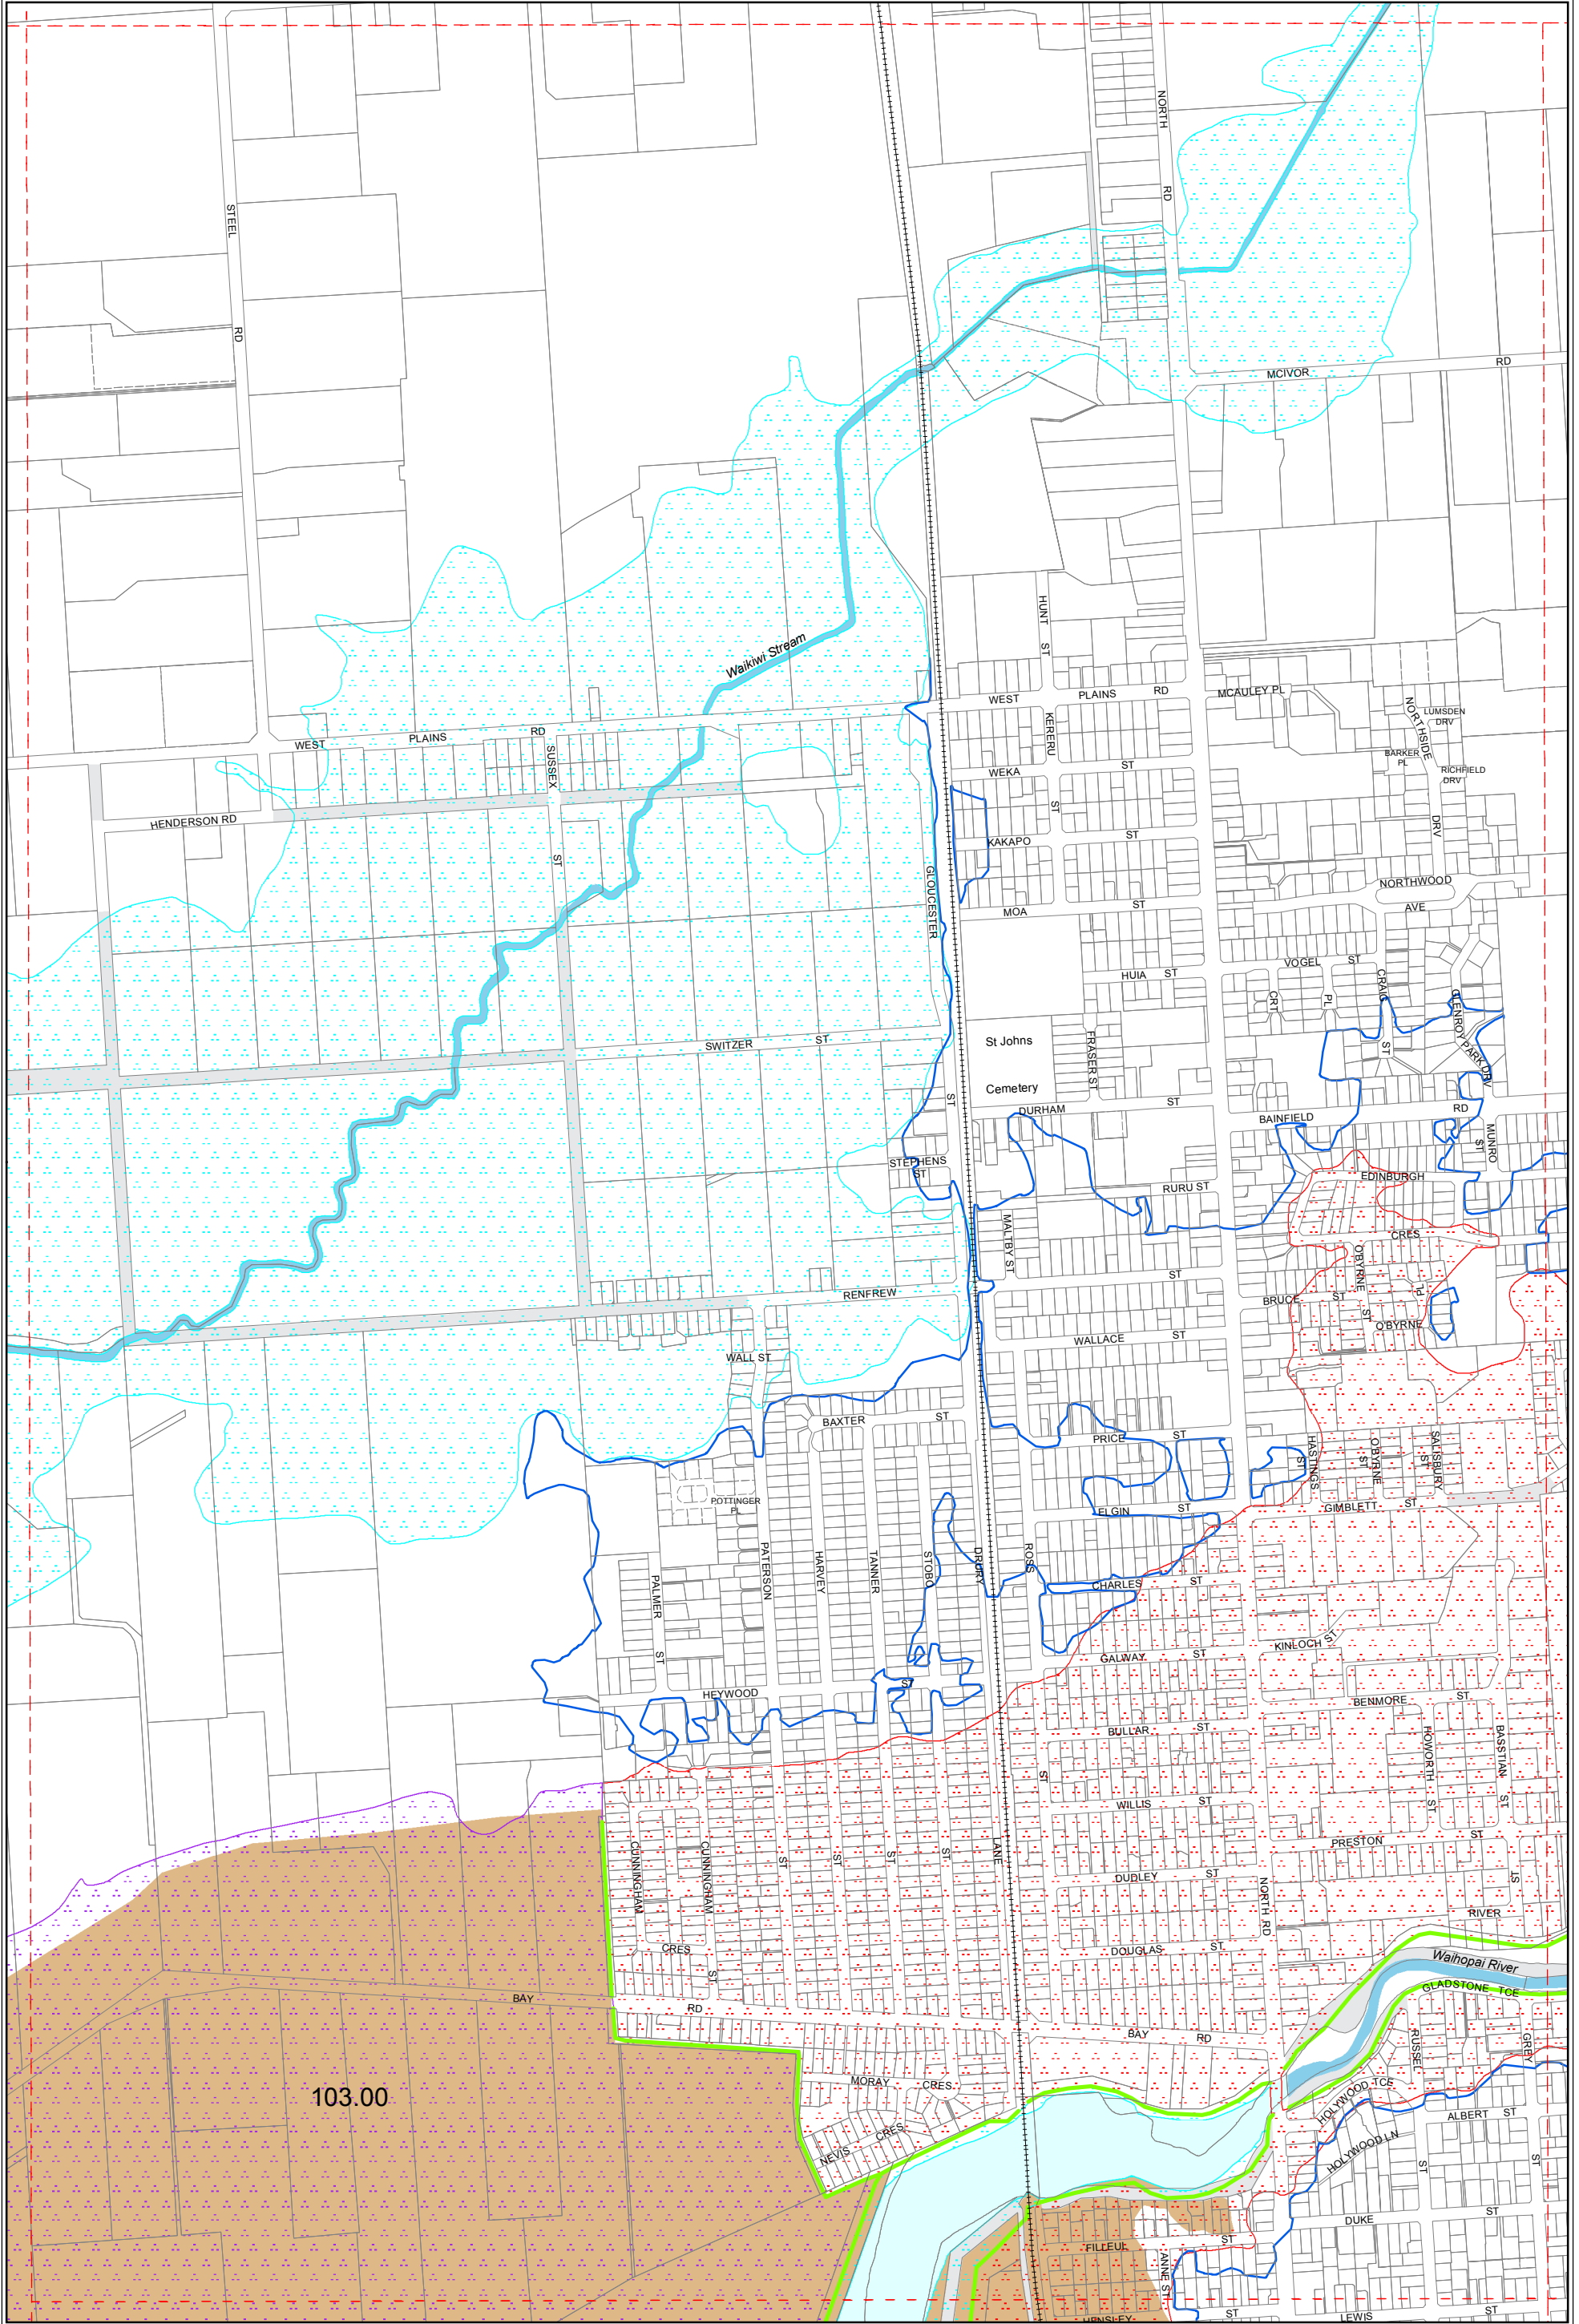 NORTH
RD
STEEL
RD
MCIVOR
RD
HUNT
ST
Waikiwi Stream
WEST
PLAINS
RD
MCAULEY PL
NORTHSIDE
DRV
LUMSDEN
DRV
BARKER
PL
RICHFIELD
DRV
KERERU
ST
WEST
PLAINS
RD
SUSSEX
ST
WEKA
ST
HENDERSON RD
KAKAPO
ST
GLOUCESTER
ST
NORTHWOOD
AVE
MOA
ST
VOGEL
ST
HUIA
ST
CRT
PL
CRAIG
ST
GLENROY PARK DRV
SWITZER
ST
St Johns
Cemetery
FRASER ST
DURHAM
ST
BAINFIELD
RD
MUNRO
ST
STEPHENS
ST
EDINBURGH
CRES
RURU ST
MALTBY ST
OBYRNE
ST
PL
ST
RENFREW
BRUCE
ST
O'BYRNE
WALLACE
ST
WALL ST
BAXTER
ST
PRICE
ST
HASTINGS
ST
OBYRNE
ST
SALISBURY
ST
POTTINGER
PL
ELGIN
ST
GIMBLETT
ST
PATERSON
ST
HARVEY
ST
TANNER
ST
STOBO
ST
DRURY
LANE
ROSS
ST
PALMER
ST
CHARLES
ST
KINLOCH ST
GALWAY
ST
HEYWOOD
ST
BENMORE
ST
BULLAR
ST
HOWORTH
ST
BASSTIAN
ST
WILLIS
ST
PRESTON
ST
CUNNINGHAM
CRES
CUNNINGHAM
ST
DUDLEY
ST
NORTH RD
ST
RIVER
DOUGLAS
ST
Waihopai River
GLADSTONE TCE
BAY
RD
BAY
RD
RUSSEL
ST
GREY
ST
MORAY
CRES
NEVIS
CRES
103.00
HOLYWOOD TCE
ALBERT
ST
HOLYWOOD LN
DUKE
ST
FILLEUL
ST
ANNE ST
HENSLEY
ST
LEWIS
ST